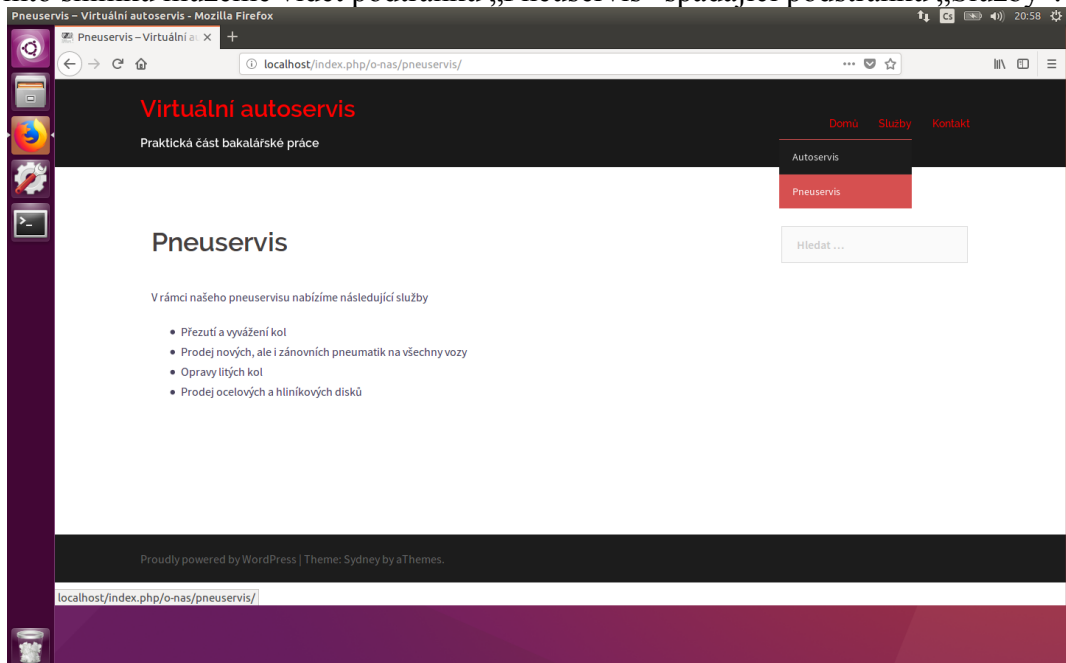 Pneuservis – Virtuální autoservis - Mozilla Firefox
Cs 20:58
Pneuservis – Virtuální au
localhost/index.php/o-nas/pneuservis/
Virtuální autoservis
Praktická část bakalářské práce
Domů Služby Kontakt
Autoservis
Pneuservis
Pneuservis
Hledat …
V rámci našeho pneuservisu nabízíme následující služby
Přezutí a vyvážení kol
Prodej nových, ale i zánovních pneumatik na všechny vozy
Opravy litých kol
Prodej ocelových a hliníkových disků
Proudly powered by WordPress | Theme: Sydney by aThemes.
localhost/index.php/o-nas/pneuservis/